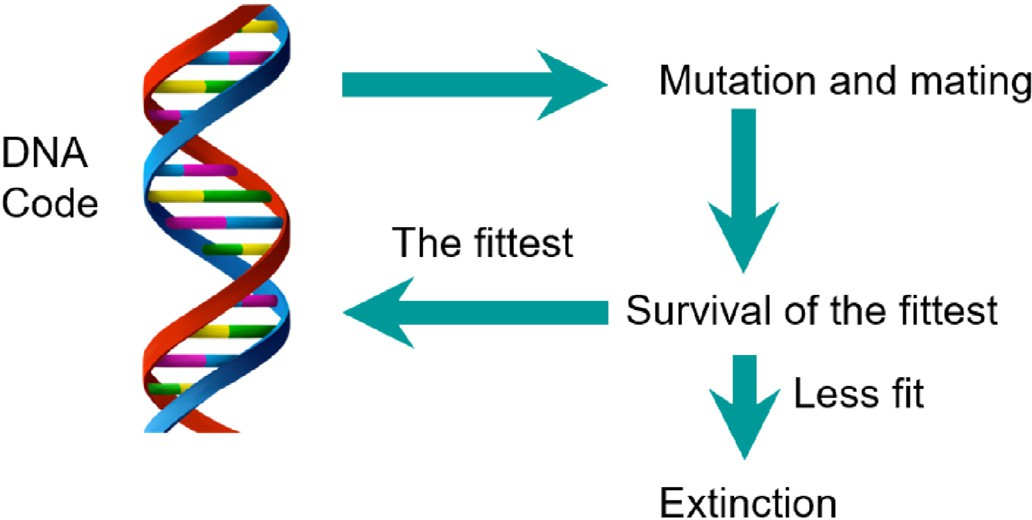 Mutation and mating
DNA
Code
The fittest
Survival of the fittest
Less fit
Extinction